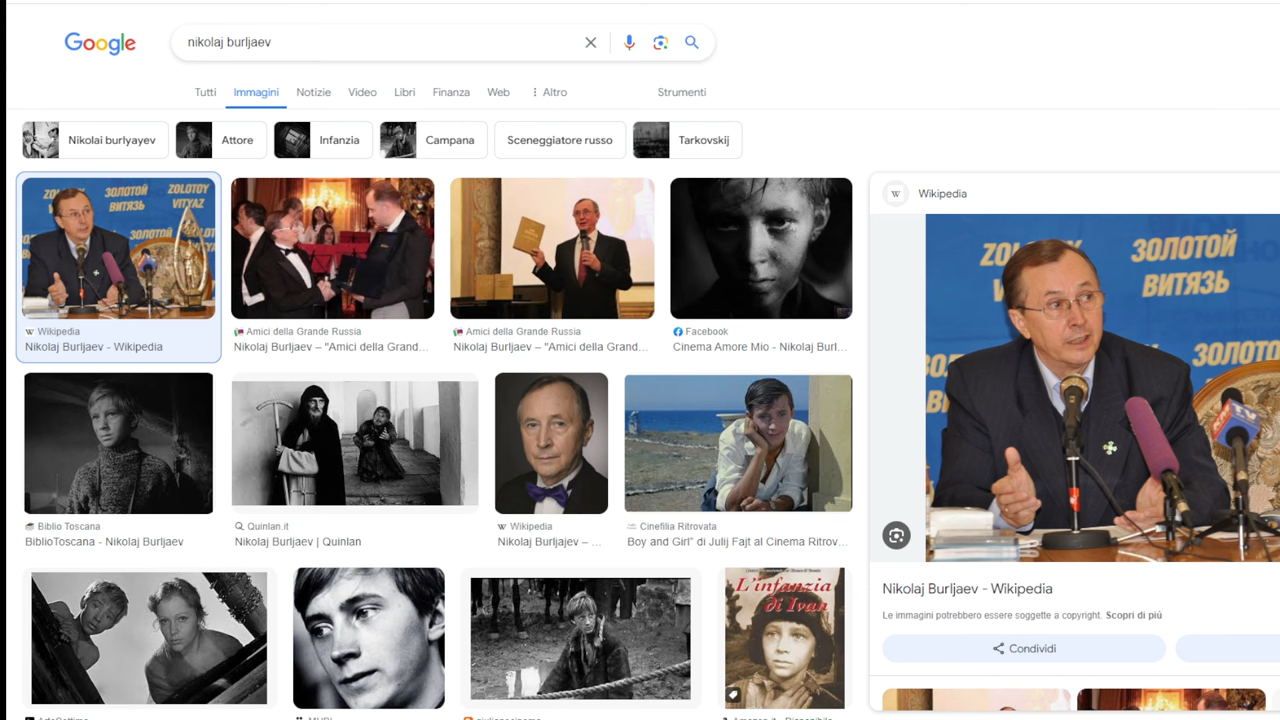 Google
nikolaj burljaev
Tutti Immagini Notizie Video Libri Finanza Web Altro Strumenti
Nikolai burlyayev Attore Infanzia Campana Sceneggiatore russo Tarkovskij
ЗОЛОТОЙ ВИТЯЗЬ
ZOLOTOY VITYAZ
Wikipedia
Nikolaj Burljaev - Wikipedia
Amici della Grande Russia
Nikolaj Burljaev – "Amici della Grand...
Amici della Grande Russia
Nikolaj Burljaev – "Amici della Grand...
Facebook
Cinema Amore Mio - Nikolaj Burl...
Biblio Toscana
BiblioToscana - Nikolaj Burljaev
Quinlan.it
Nikolaj Burljaev | Quinlan
Wikipedia
Nikolaj Burljajev – ...
Cinefilia Ritrovata
Boy and Girl" di Julij Fajt al Cinema Ritrov...
L'infanzia
di Ivan
W Wikipedia
ЗОЛОТОЙ
ВИТЯЗЬ
Nikolaj Burljaev - Wikipedia
Le immagini potrebbero essere soggette a copyright. Scopri di più
Condividi